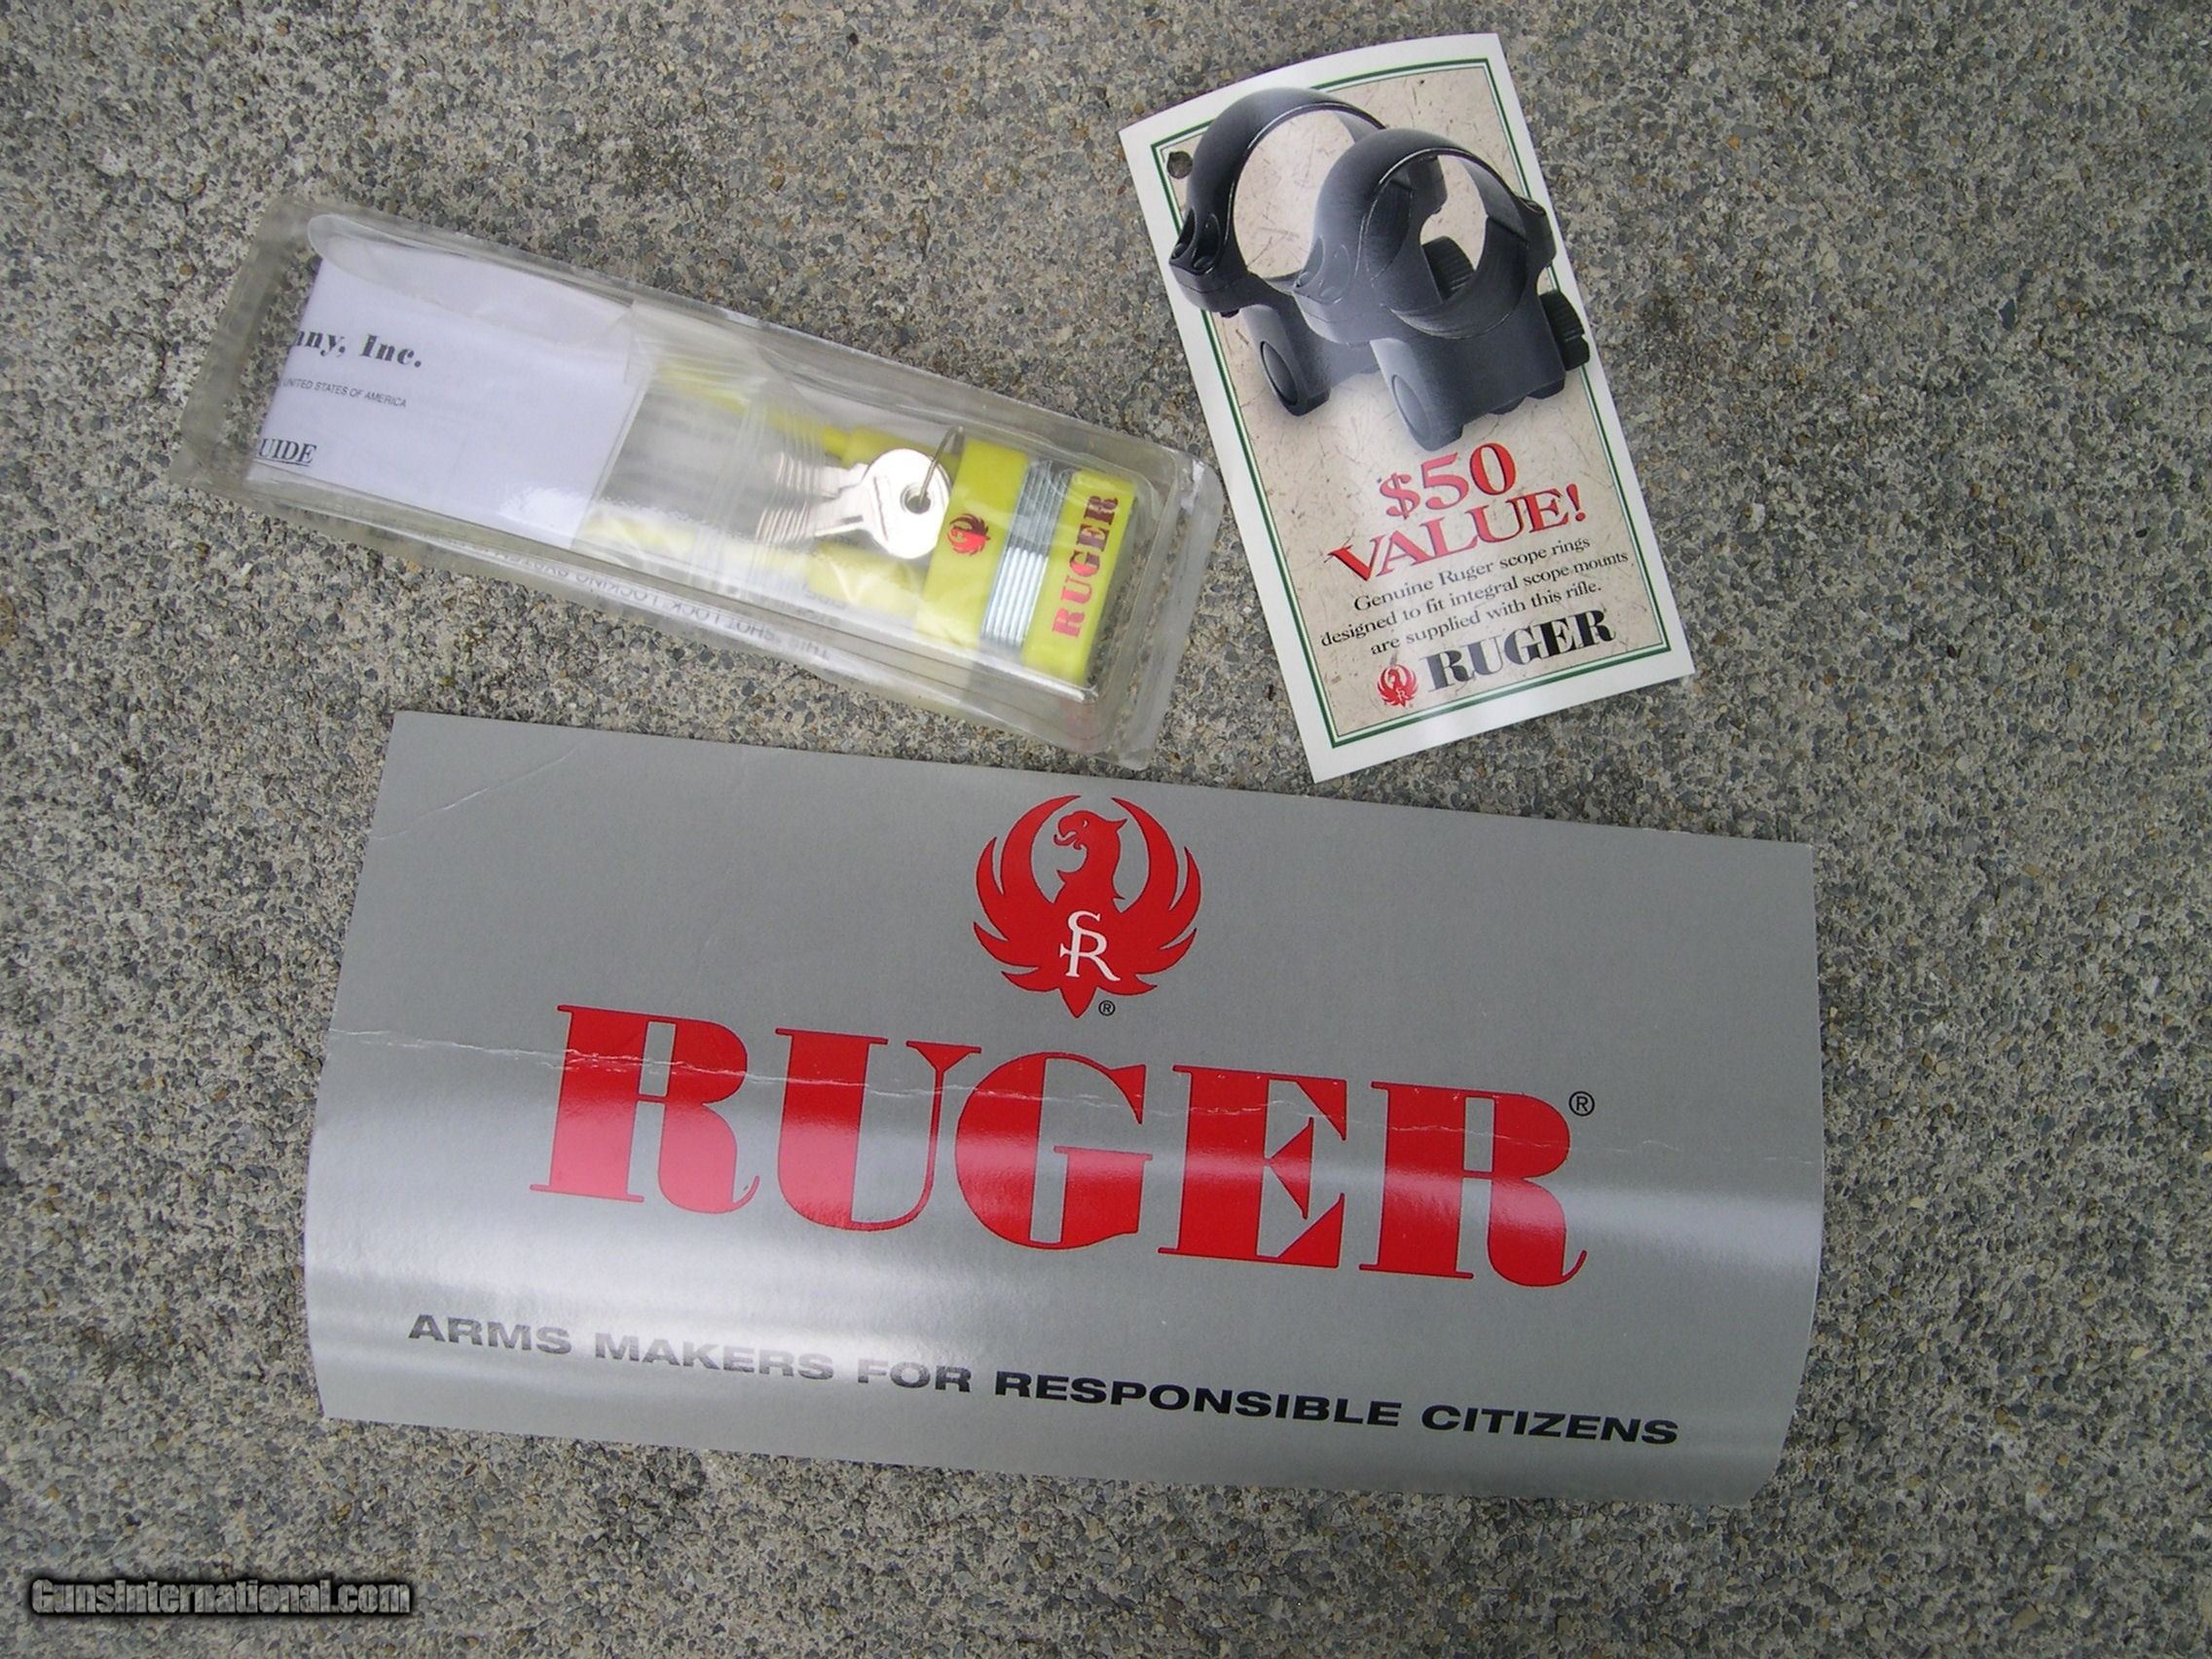 nny, Inc.
UNITED STATES OF AMERICA
UIDE
RUGER
$50
VALUE!
Genuine Ruger scope rings
designed to fit integral scope mounts
are supplied with this rifle.
R
RUGER
SR
®
RUGER®
ARMS MAKERS FOR RESPONSIBLE CITIZENS
GunsInternational.com